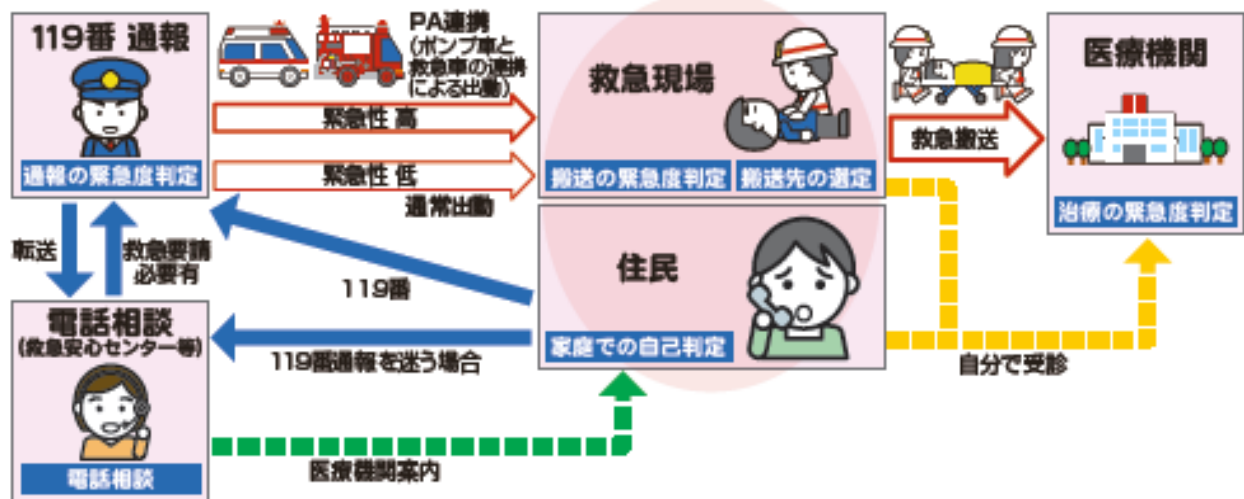 119番 通報
通報の緊急度判定
PA連携
(ポンプ車と
救急車の連携
による出動)
緊急性 高
緊急性 低
通常出動
救急現場
搬送の緊急度判定
搬送先の選定
救急搬送
医療機関
治療の緊急度判定
転送
救急要請
必要有
119番
住民
家庭での自己判定
電話相談
(救急安心センター等)
119番通報を迷う場合
自分で受診
電話相談
医療機関案内